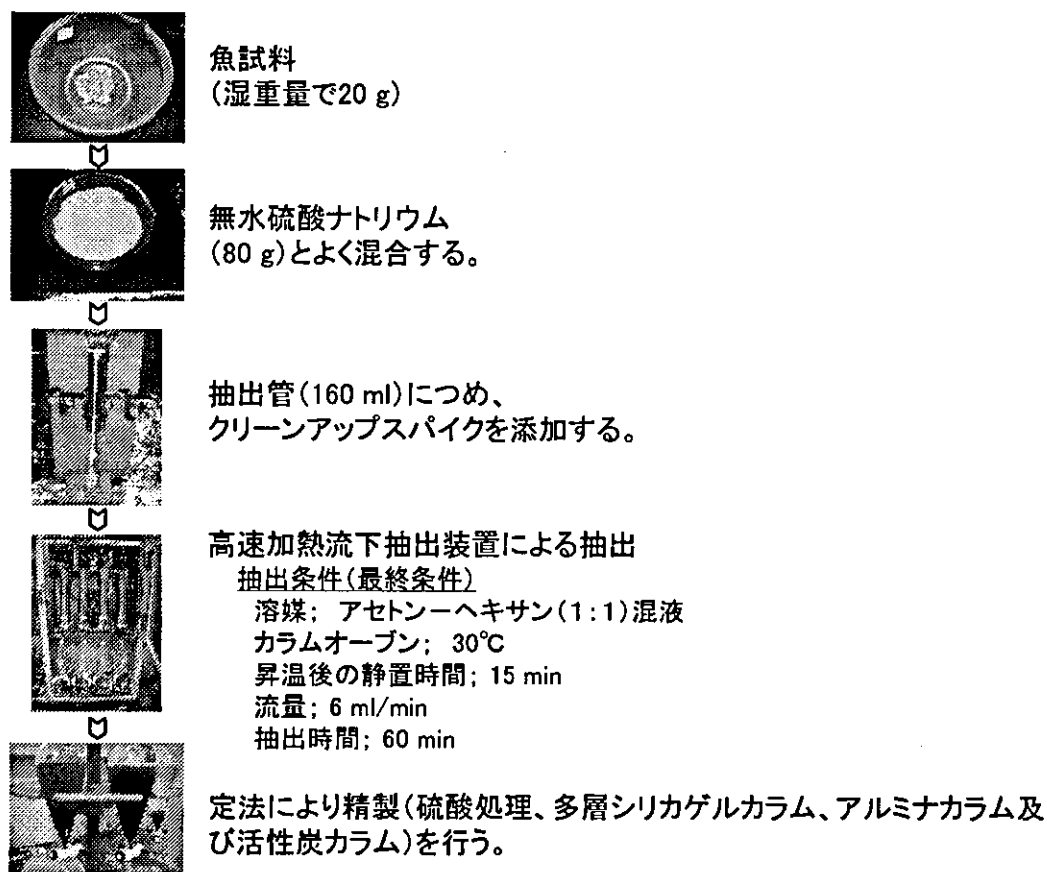 魚試料
(湿重量で20 g)
無水硫酸ナトリウム
(80 g)とよく混合する。
抽出管(160 ml)につめ、
クリーンアップスパイクを添加する。
高速加熱流下抽出装置による抽出
抽出条件(最終条件)
溶媒; アセトン－ヘキサン(1:1)混液
カラムオーブン; 30℃
昇温後の静置時間; 15 min
流量; 6 ml/min
抽出時間; 60 min
定法により精製(硫酸処理、多層シリカゲルカラム、アルミナカラム及
び活性炭カラム)を行う。